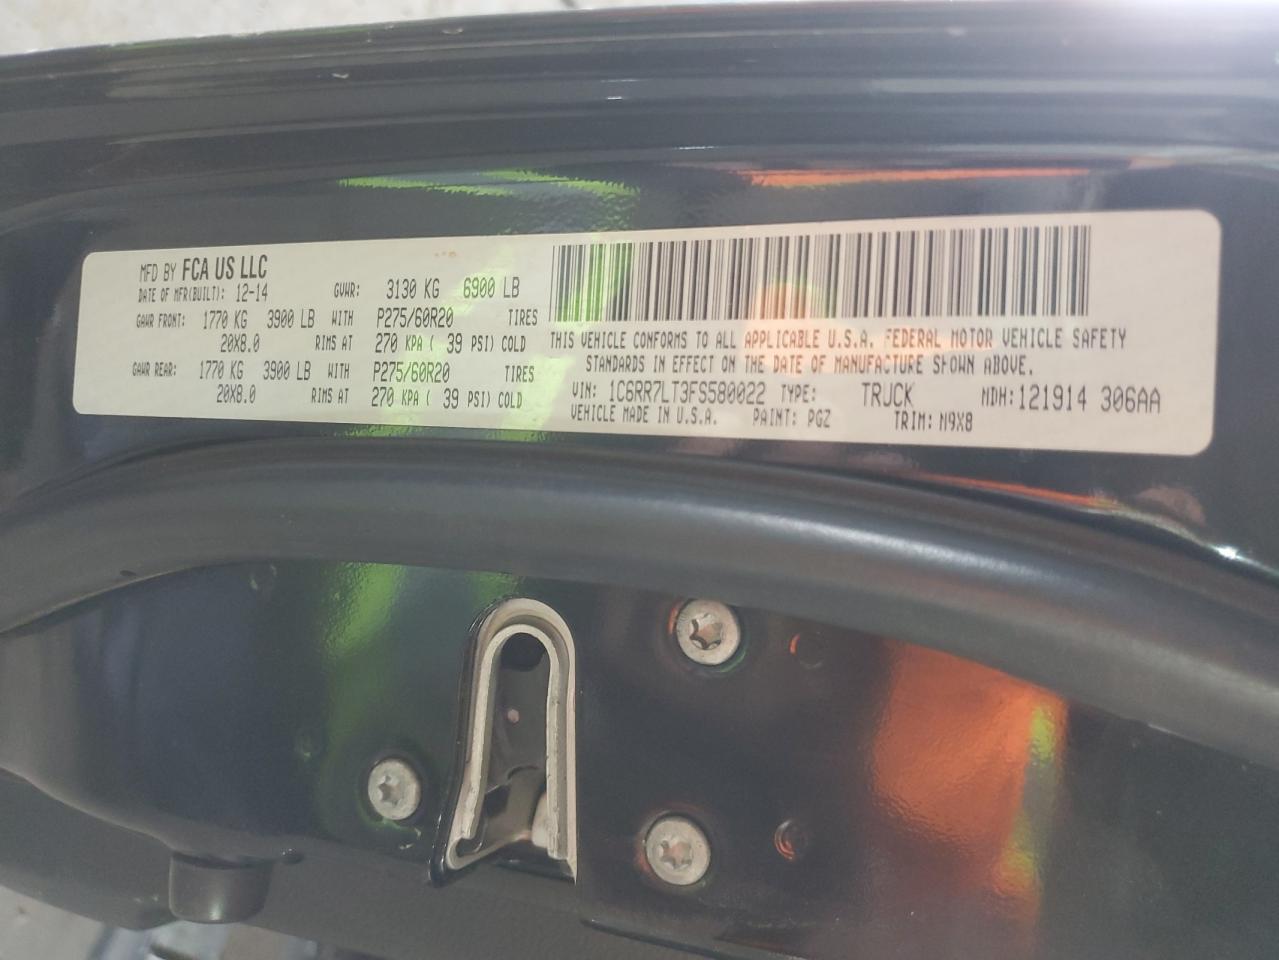 MFD BY FCA US LLC
DATE OF MFR(BUILT): 12-14 GVWR: 3130 KG 6900 LB
GAWR FRONT: 1770 KG 3900 LB WITH P275/60R20 TIRES
20X8.0 RIMS AT 270 KPA ( 39 PSI) COLD
GAWR REAR: 1770 KG 3900 LB WITH P275/60R20 TIRES
20X8.0 RIMS AT 270 KPA ( 39 PSI) COLD
THIS VEHICLE CONFORMS TO ALL APPLICABLE U.S.A. FEDERAL MOTOR VEHICLE SAFETY
STANDARDS IN EFFECT ON THE DATE OF MANUFACTURE SHOWN ABOVE.
VIN: 1C6RR7LT3FS580022 TYPE: TRUCK MDH: 121914 306AA
VEHICLE MADE IN U.S.A. PAINT: PGZ TRIM: M9X8